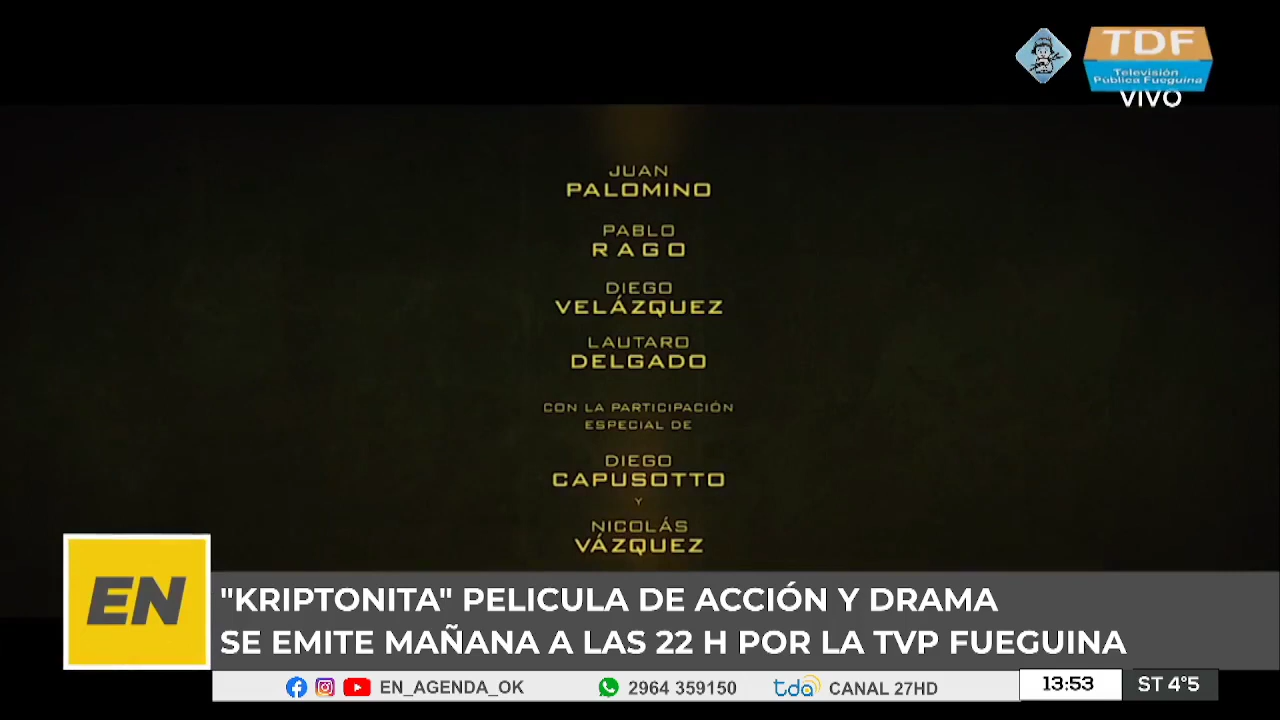 TDF
Televisión
Pública Fueguina
VIVO
JUAN
PALOMINO
PABLO
RAGO
DIEGO
VELÁZQUEZ
LAUTARO
DELGADO
CON LA PARTICIPACIÓN
ESPECIAL DE
DIEGO
CAPUSOTTO
Y
NICOLÁS
VÁZQUEZ
EN
"KRIPTONITA" PELICULA DE ACCIÓN Y DRAMA
SE EMITE MAÑANA A LAS 22 H POR LA TVP FUEGUINA
EN_AGENDA_OK
2964 359150
tda
CANAL 27HD
13:53
ST 4°5